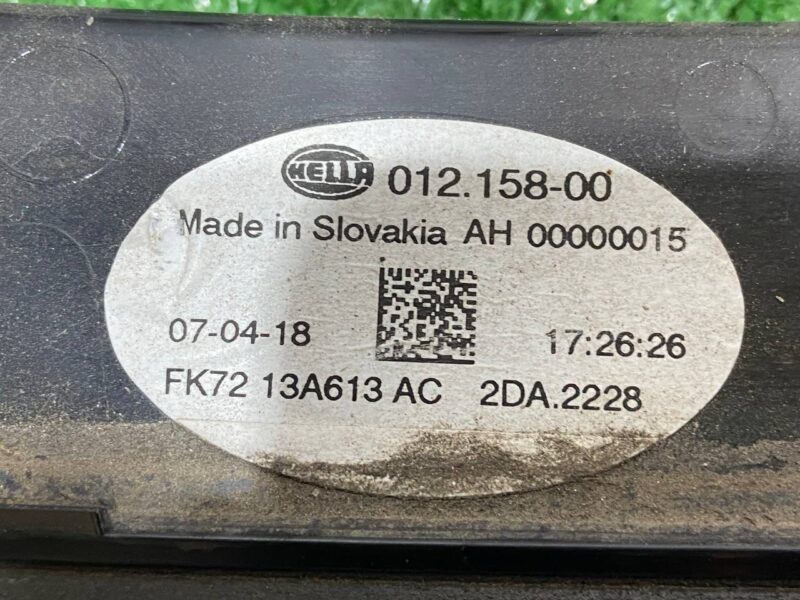 HELLA 012.158-00
Made in Slovakia AH 00000015
07-04-18 17:26:26
FK72 13A613 AC 2DA.2228